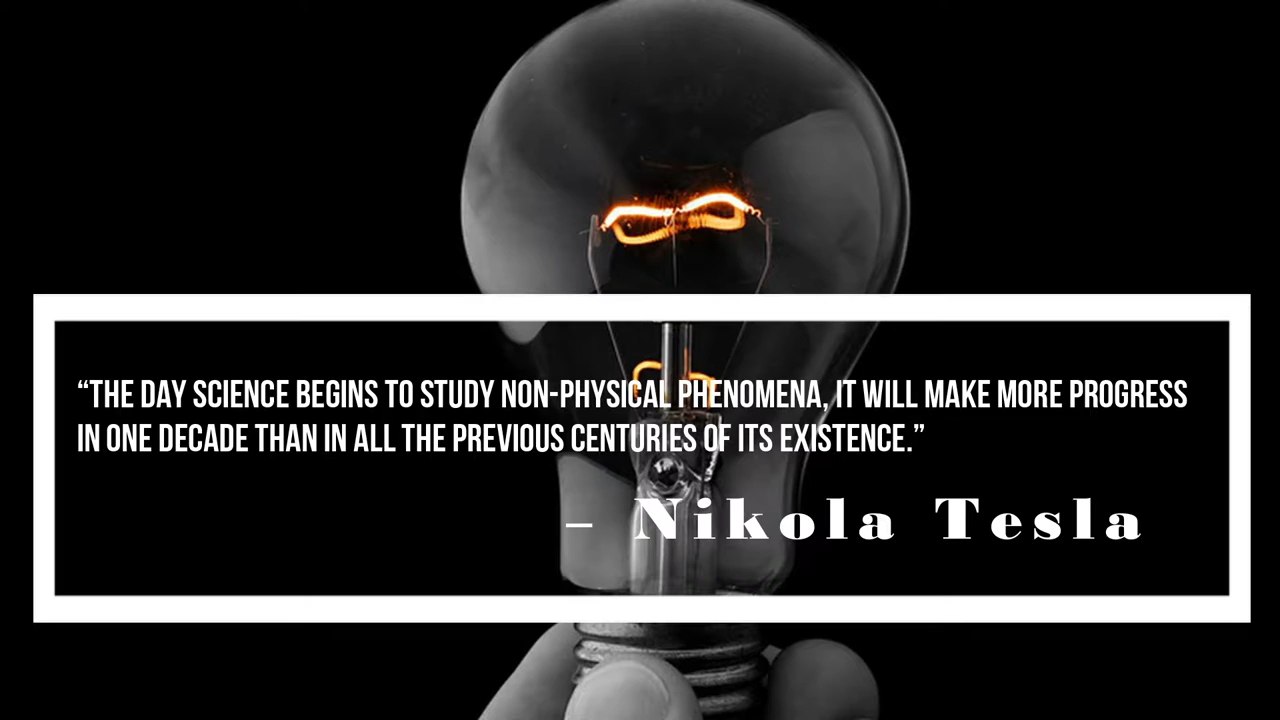 “THE DAY SCIENCE BEGINS TO STUDY NON-PHYSICAL PHENOMENA, IT WILL MAKE MORE PROGRESS
IN ONE DECADE THAN IN ALL THE PREVIOUS CENTURIES OF ITS EXISTENCE.”
– Nikola Tesla